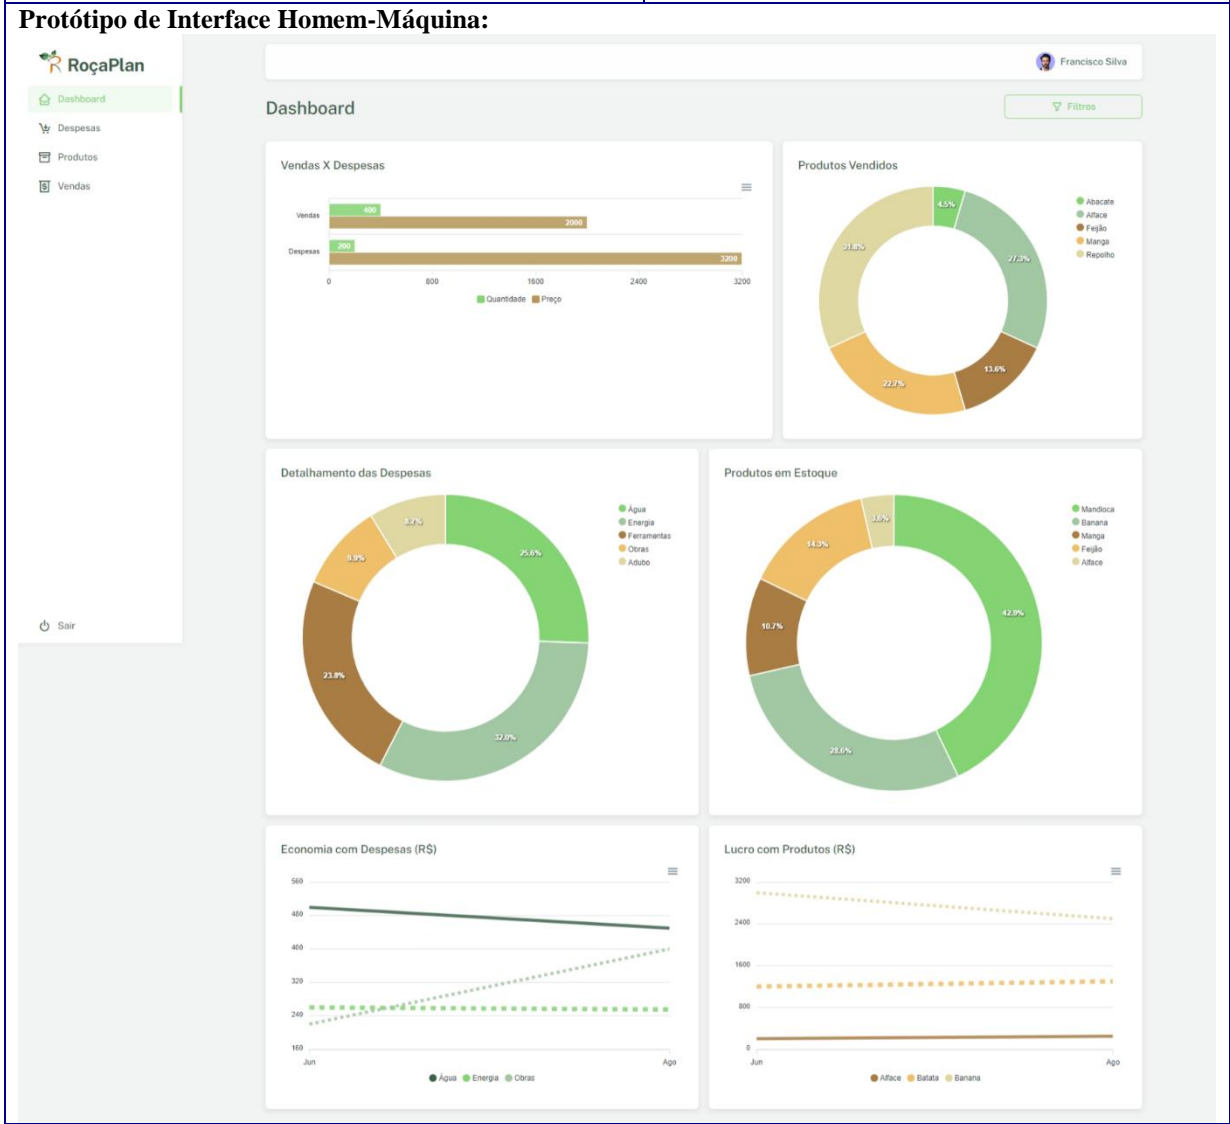 Protótipo de Interface Homem-Máquina:
RoçaPlan
Francisco Silva
Dashboard
Despesas
Produtos
Vendas
Sair
Dashboard
Filtros
Vendas X Despesas
Vendas
400
2000
Despesas
200
3200
0 800 1600 2400 3200
Quantidade Preço
Produtos Vendidos
4.5%
27.3%
13.6%
22.7%
31.8%
Abacate
Alface
Feijão
Manga
Repolho
Detalhamento das Despesas
25.6%
32.0%
23.8%
9.9%
8.7%
Água
Energia
Ferramentas
Obras
Adubo
Produtos em Estoque
42.9%
28.6%
10.7%
14.3%
3.6%
Mandioca
Banana
Manga
Feijão
Alface
Economia com Despesas (R$)
560
480
400
320
240
160
Jun Ago
Água Energia Obras
Lucro com Produtos (R$)
3200
2400
1600
800
0
Jun Ago
Alface Batata Banana